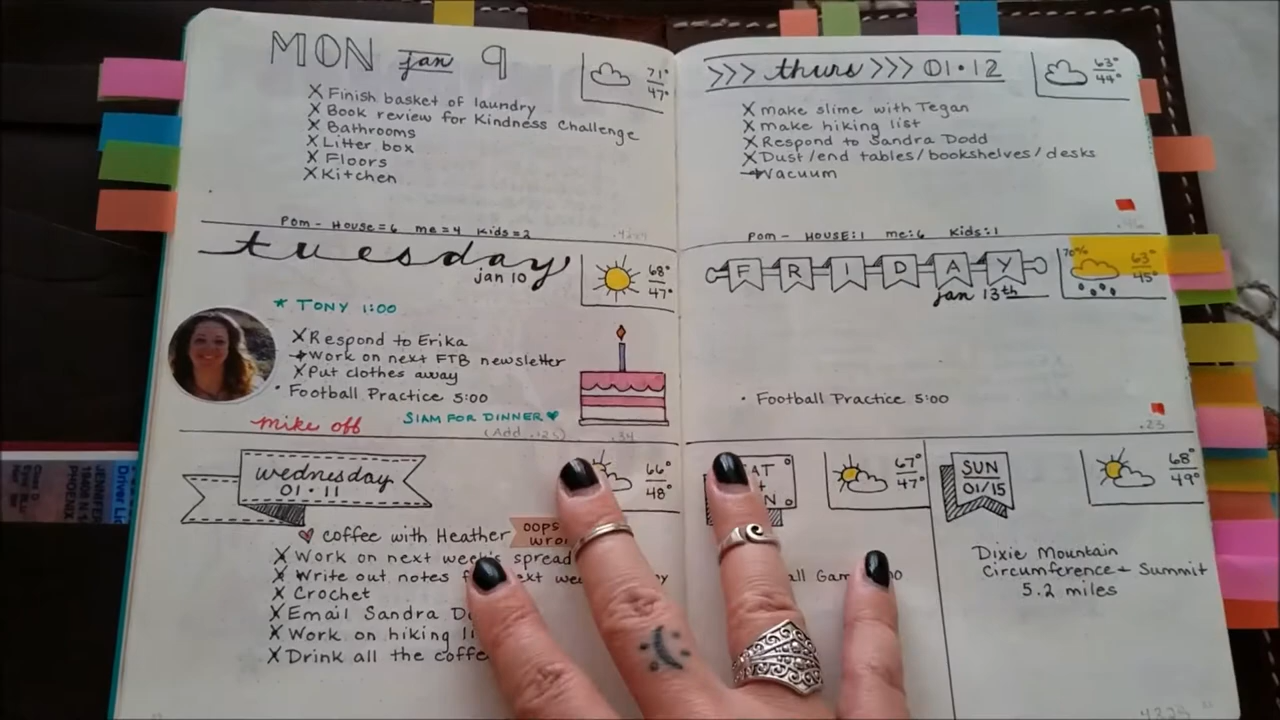 MON jan 9
71°
47°
X Finish basket of laundry
X Book review for Kindness Challenge
X Bathrooms
X Litter box
X Floors
X Kitchen
Pom - House=6 me=4 Kids=2
tuesday
jan 10
68°
47°
* TONY 1:00
X Respond to Erika
→ Work on next FTB newsletter
X Put clothes away
• Football Practice 5:00
mike off
SIAM FOR DINNER ♥
(Add .125)
.34
wednesday
01·11
66°
48°
♥ coffee with Heather
oops
X Work on next week's spread
X Write out notes
X Crochet
X Email Sandra
X Work on hiking
X Drink all the
>>> thurs >>> 01·12
63°
44°
X make slime with Tegan
X make hiking list
X Respond to Sandra Dodd
X Dust/end tables/bookshelves/desks
→ Vacuum
.46
Pom - HOUSE:1 me:6 Kids:1
FRIDAY
jan 13th
70%
63°
45°
• Football Practice 5:00
.23
67°
47°
SUN
01/15
68°
49°
Dixie Mountain
Circumference + Summit
5.2 miles
Driver
JENNIFER
PHOENIX